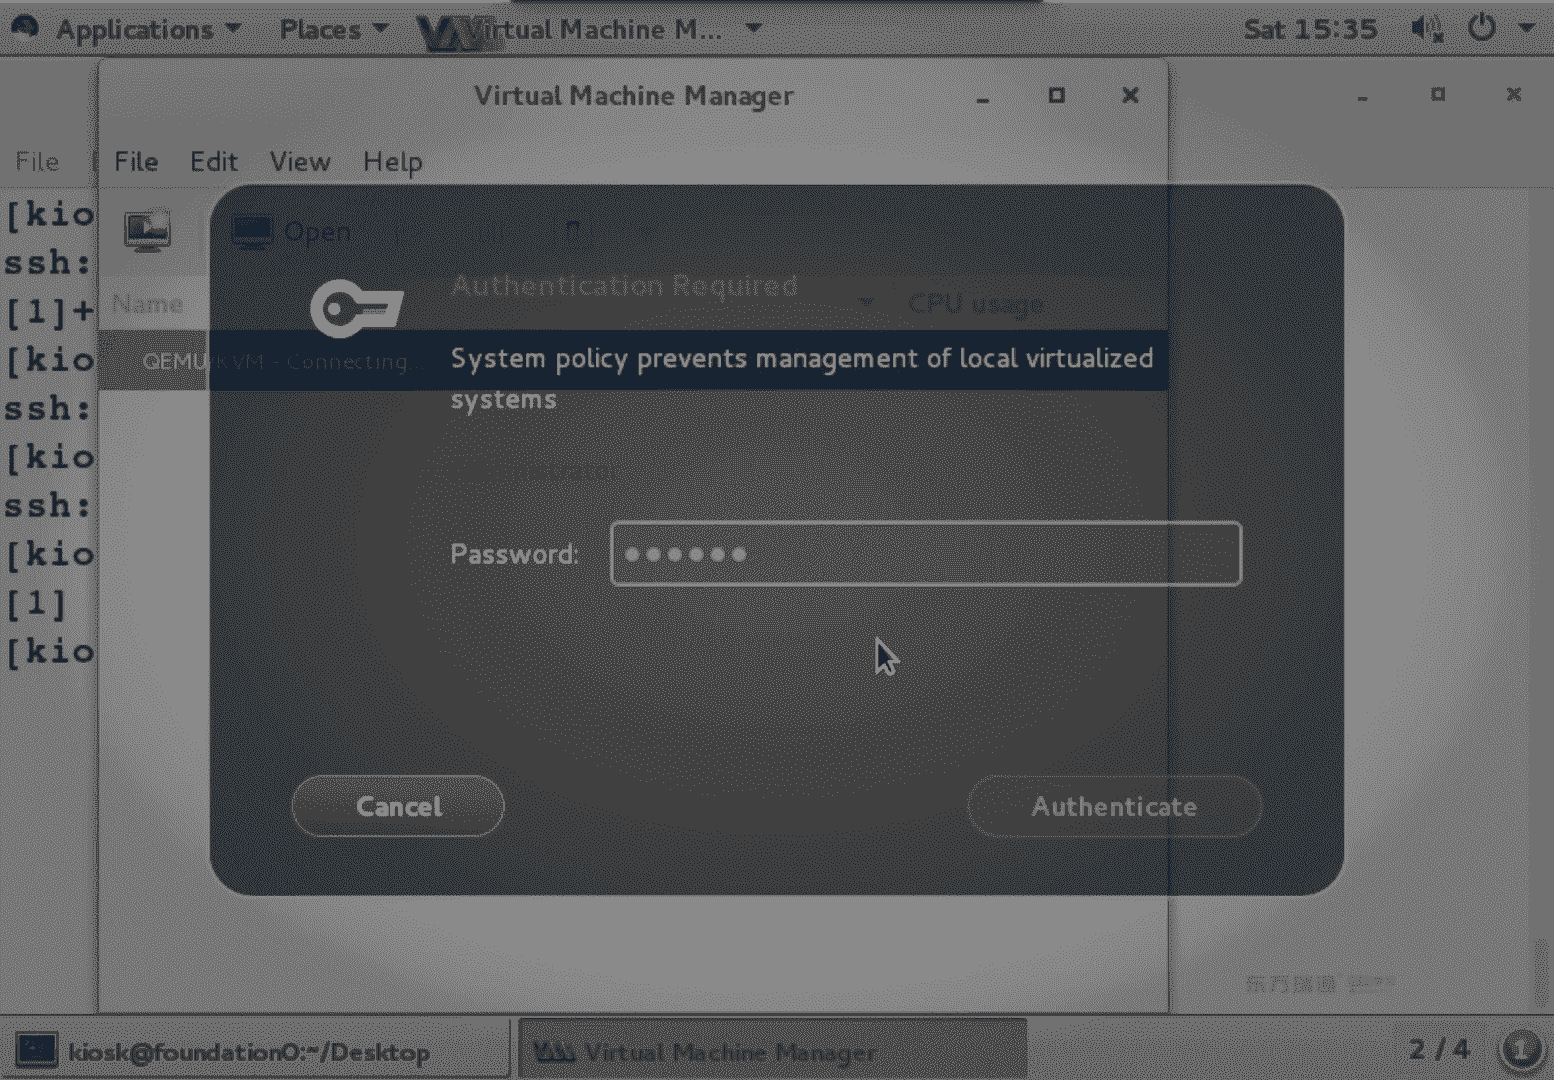 Applications Places Virtual Machine M... Sat 15:35
Virtual Machine Manager
File
File Edit View Help
[kio
Open
ssh:
Authentication Required
[1]+
Name CPU usage
[kio
QEMU/KVM - Connecting...
System policy prevents management of local virtualized
systems
ssh:
[kio
ssh:
[kio
Password:
[1]
[kio
Cancel Authenticate
kiosk@foundation0:~/Desktop Virtual Machine Manager 2 / 4 1